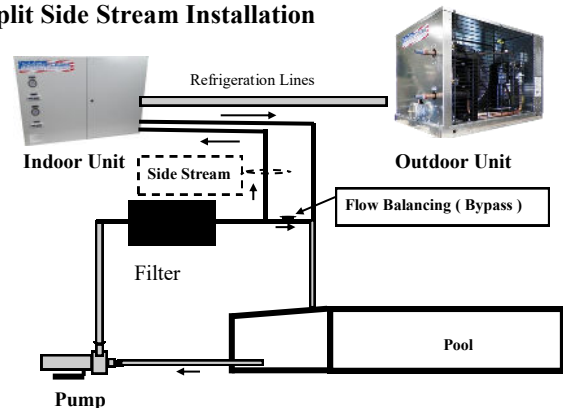 plit Side Stream Installation
Refrigeration Lines
Indoor Unit
Outdoor Unit
Side Stream
Flow Balancing ( Bypass )
Filter
Pool
Pump